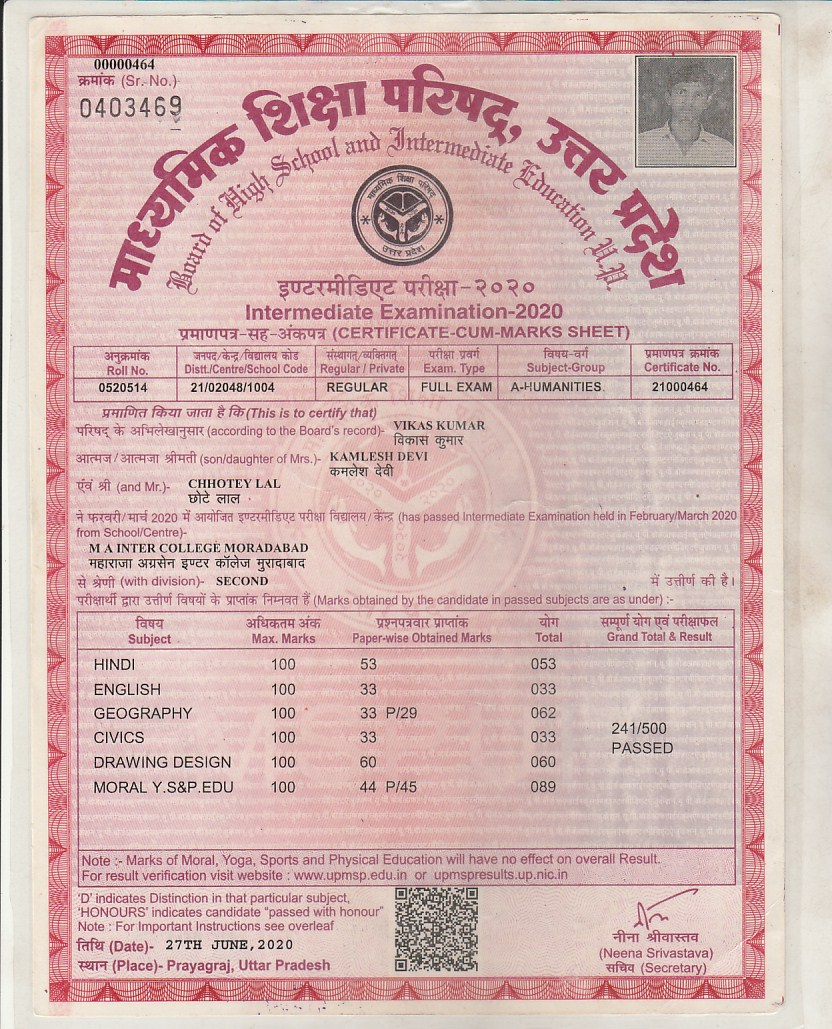 00000464
क्रमांक (Sr. No.)
0403469
माध्यमिक शिक्षा परिषद्, उत्तर प्रदेश
Board of High School and Intermediate Education U.P.
माध्यमिक शिक्षा परिषद
उत्तर प्रदेश
इण्टरमीडिएट परीक्षा-२०२०
Intermediate Examination-2020
प्रमाणपत्र-सह-अंकपत्र (CERTIFICATE-CUM-MARKS SHEET)
अनुक्रमांक जनपद/केन्द्र/विद्यालय कोड संस्थागत्/व्यक्तिगत् परीक्षा प्रवर्ग विषय-वर्ग प्रमाणपत्र क्रमांक
Roll No. Distt./Centre/School Code Regular / Private Exam. Type Subject-Group Certificate No.
0520514 21/02048/1004 REGULAR FULL EXAM A-HUMANITIES. 21000464
प्रमाणित किया जाता है कि (This is to certify that)
परिषद् के अभिलेखानुसार (according to the Board's record)- VIKAS KUMAR
विकास कुमार
आत्मज/आत्मजा श्रीमती (son/daughter of Mrs.)- KAMLESH DEVI
कमलेश देवी
एंवं श्री (and Mr.)- CHHOTEY LAL
छोटे लाल
ने फरवरी/मार्च 2020 में आयोजित इण्टरमीडिएट परीक्षा विद्यालय/केन्द्र (has passed Intermediate Examination held in February/March 2020
from School/Centre)-
M A INTER COLLEGE MORADABAD
महाराजा अग्रसेन इण्टर कॉलेज मुरादाबाद
से श्रेणी (with division)- SECOND में उत्तीर्ण की है।
परीक्षार्थी द्वारा उत्तीर्ण विषयों के प्राप्तांक निम्नवत हैं (Marks obtained by the candidate in passed subjects are as under) :-
विषय अधिकतम अंक प्रश्नपत्रवार प्राप्तांक योग सम्पूर्ण योग एवं परीक्षाफल
Subject Max. Marks Paper-wise Obtained Marks Total Grand Total & Result
HINDI 100 53 053
ENGLISH 100 33 033
GEOGRAPHY 100 33 P/29 062
241/500
CIVICS 100 33 033
PASSED
DRAWING DESIGN 100 60 060
MORAL Y.S&P.EDU 100 44 P/45 089
Note :- Marks of Moral, Yoga, Sports and Physical Education will have no effect on overall Result.
For result verification visit website : www.upmsp.edu.in or upmspresults.up.nic.in
'D' indicates Distinction in that particular subject,
'HONOURS' indicates candidate "passed with honour"
Note : For Important Instructions see overleaf
तिथि (Date)- 27TH JUNE,2020
स्थान (Place)- Prayagraj, Uttar Pradesh
नीना श्रीवास्तव
(Neena Srivastava)
सचिव (Secretary)